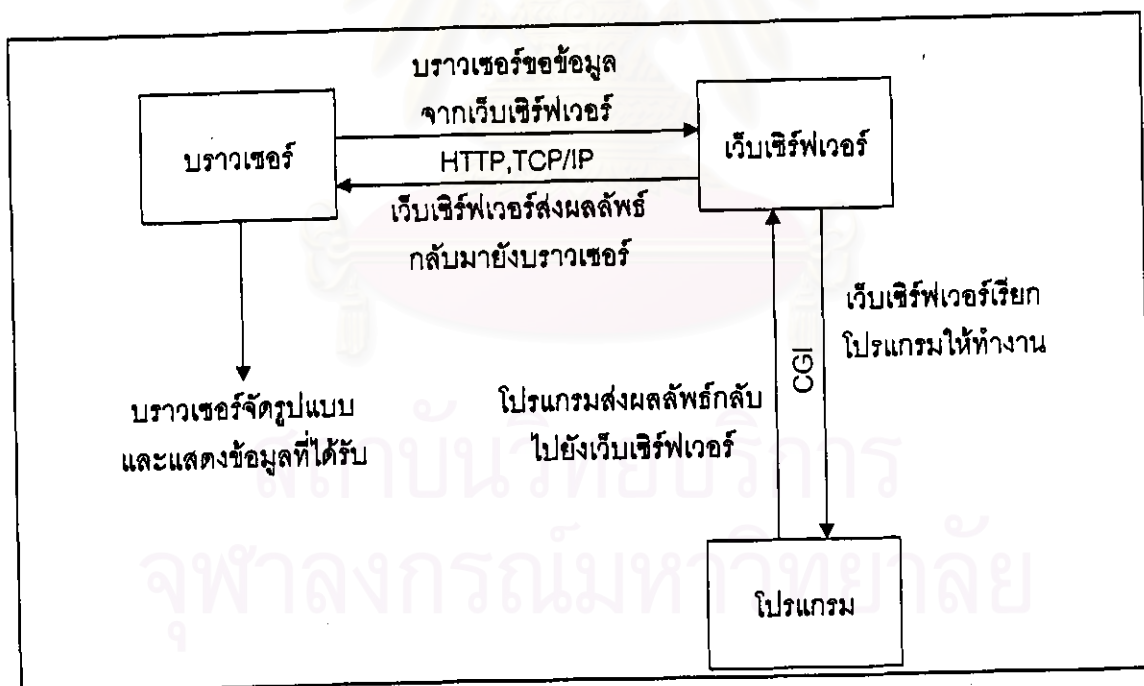 บราวเซอร์ขอข้อมูล
จากเว็บเซิร์ฟเวอร์
บราวเซอร์
เว็บเซิร์ฟเวอร์
HTTP,TCP/IP
เว็บเซิร์ฟเวอร์ส่งผลลัพธ์
กลับมายังบราวเซอร์
เว็บเซิร์ฟเวอร์เรียก
โปรแกรมให้ทำงาน
CGI
โปรแกรมส่งผลลัพธ์กลับ
ไปยังเว็บเซิร์ฟเวอร์
บราวเซอร์จัดรูปแบบ
และแสดงข้อมูลที่ได้รับ
โปรแกรม
สถาบันวิทยบริการ
จุฬาลงกรณ์มหาวิทยาลัย